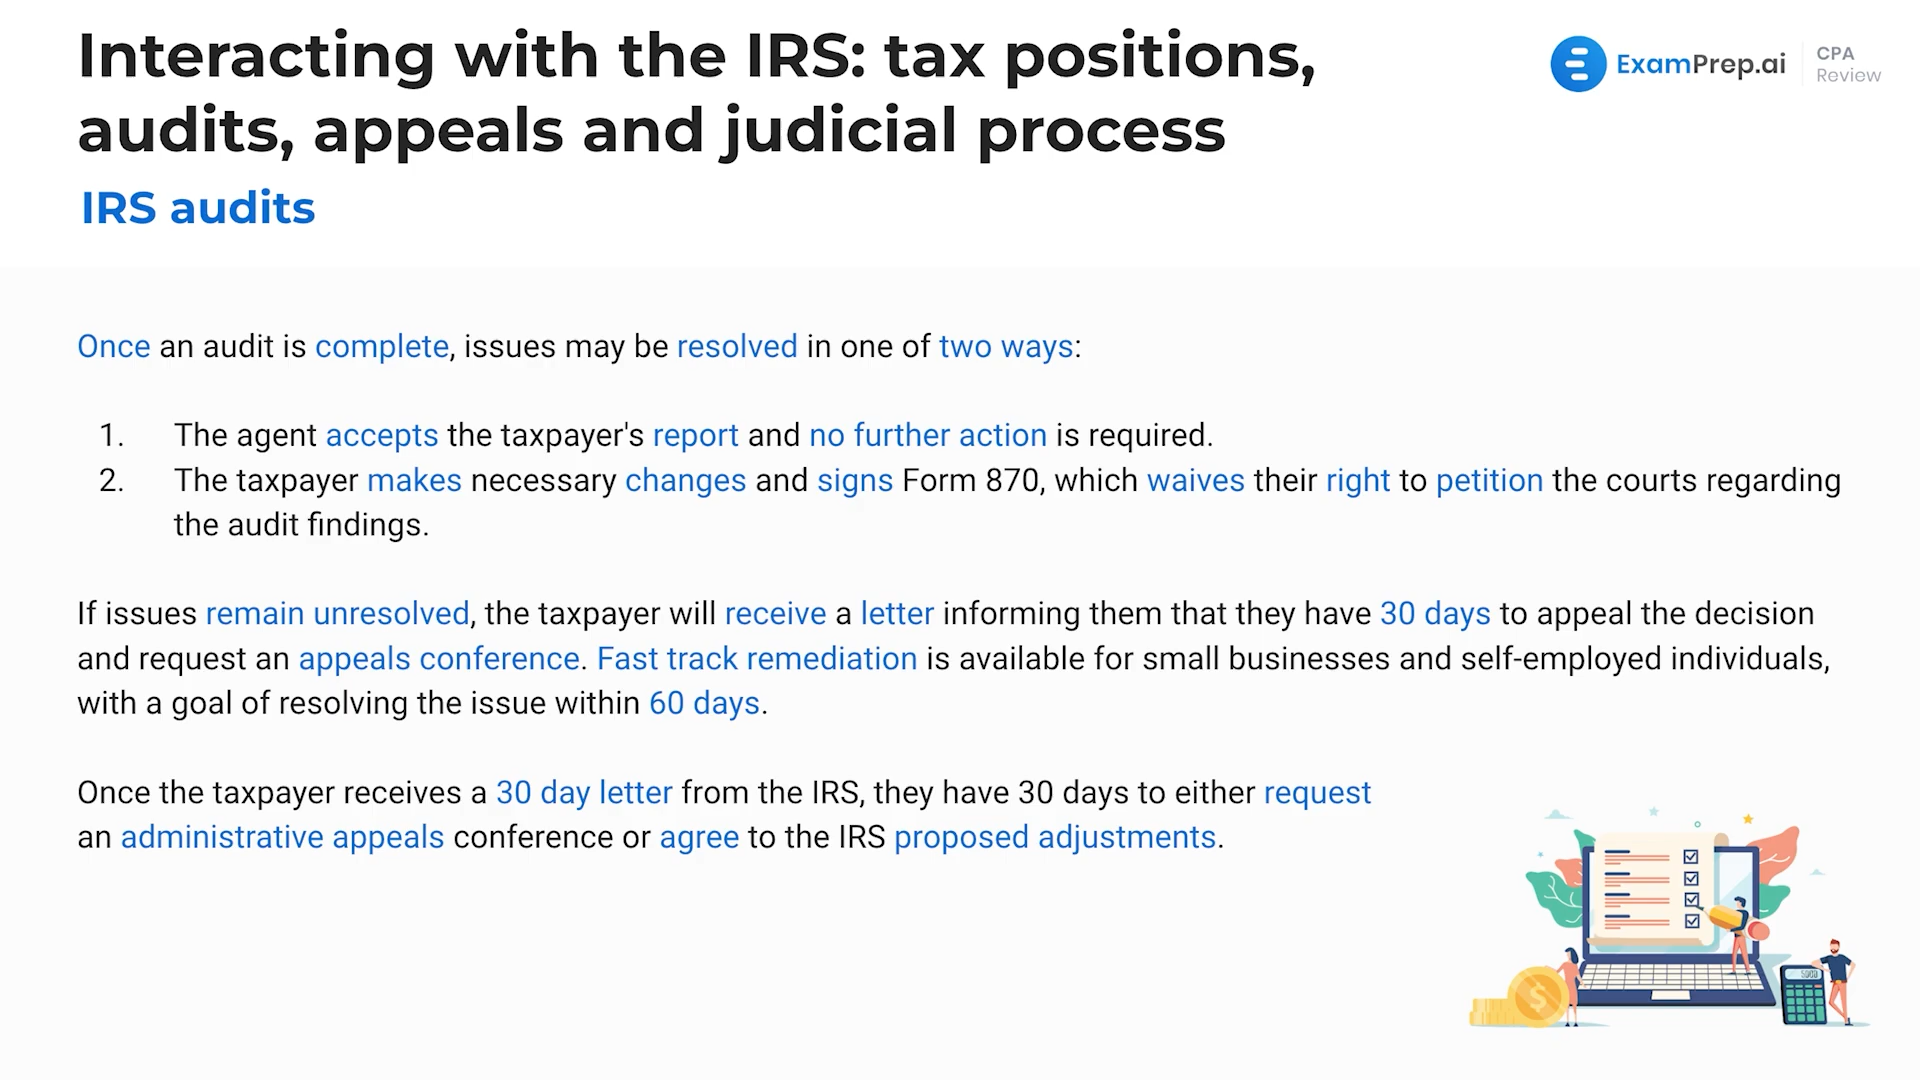 Interacting with the IRS: tax positions,
audits, appeals and judicial process
ExamPrep.ai
CPA
Review
IRS audits
Once an audit is complete, issues may be resolved in one of two ways:
1. The agent accepts the taxpayer's report and no further action is required.
2. The taxpayer makes necessary changes and signs Form 870, which waives their right to petition the courts regarding
the audit findings.
If issues remain unresolved, the taxpayer will receive a letter informing them that they have 30 days to appeal the decision
and request an appeals conference. Fast track remediation is available for small businesses and self-employed individuals,
with a goal of resolving the issue within 60 days.
Once the taxpayer receives a 30 day letter from the IRS, they have 30 days to either request
an administrative appeals conference or agree to the IRS proposed adjustments.